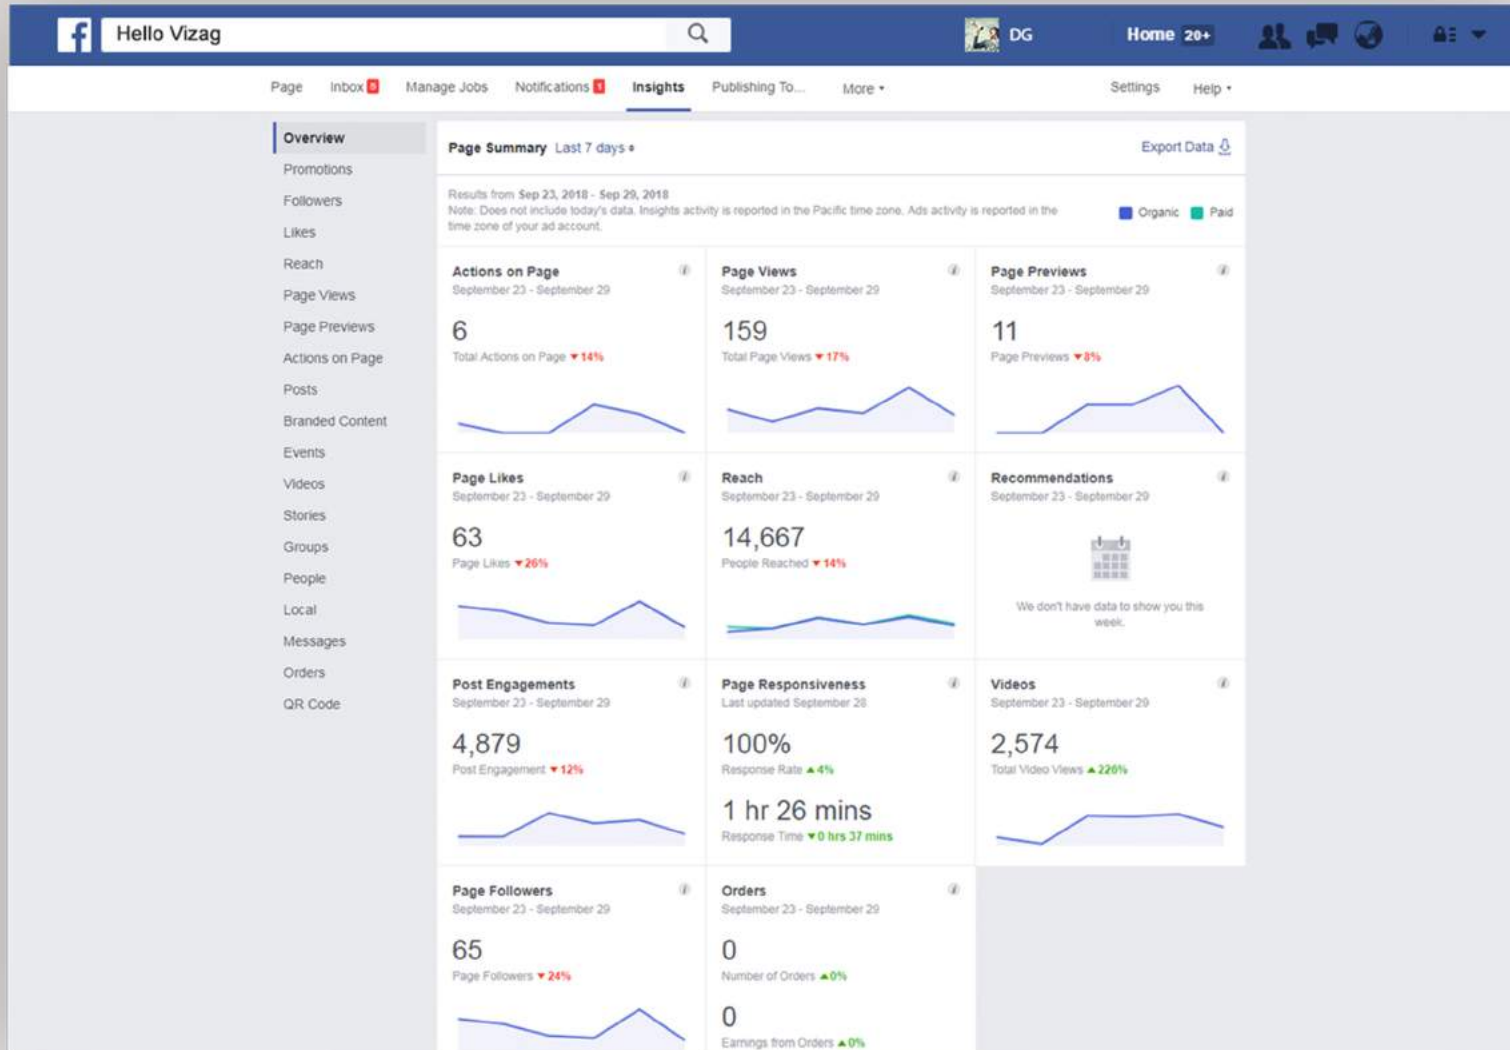 f Hello Vizag DG Home 20+
Page Inbox 5 Manage Jobs Notifications 1 Insights Publishing To... More Settings Help
Overview
Promotions
Followers
Likes
Reach
Page Views
Page Previews
Actions on Page
Posts
Branded Content
Events
Videos
Stories
Groups
People
Local
Messages
Orders
QR Code
Page Summary Last 7 days Export Data
Results from Sep 23, 2018 - Sep 29, 2018
Note: Does not include today's data. Insights activity is reported in the Pacific time zone. Ads activity is reported in the
time zone of your ad account.
Organic Paid
Actions on Page
September 23 - September 29
6
Total Actions on Page ▼14%
Page Views
September 23 - September 29
159
Total Page Views ▼17%
Page Previews
September 23 - September 29
11
Page Previews ▼8%
Page Likes
September 23 - September 29
63
Page Likes ▼26%
Reach
September 23 - September 29
14,667
People Reached ▼14%
Recommendations
September 23 - September 29
We don't have data to show you this
week.
Post Engagements
September 23 - September 29
4,879
Post Engagement ▼12%
Page Responsiveness
Last updated September 28
100%
Response Rate ▲4%
1 hr 26 mins
Response Time ▼0 hrs 37 mins
Videos
September 23 - September 29
2,574
Total Video Views ▲226%
Page Followers
September 23 - September 29
65
Page Followers ▼24%
Orders
September 23 - September 29
0
Number of Orders ▲0%
0
Earnings from Orders ▲0%